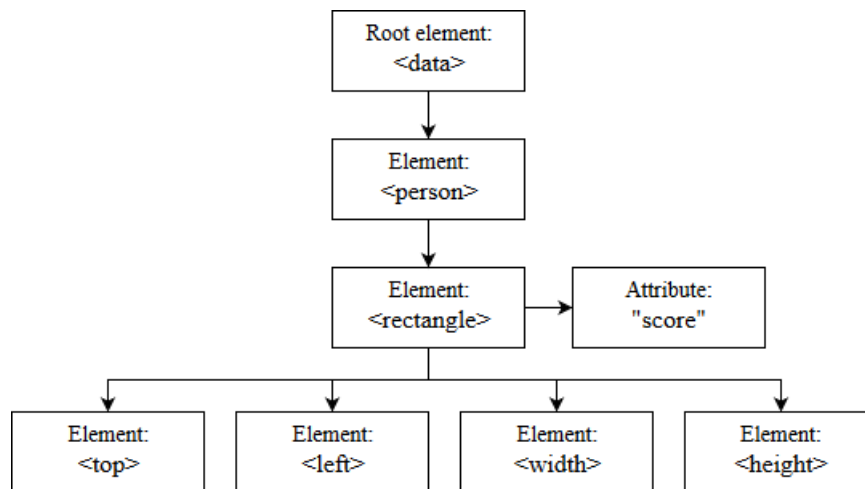 Root element:
<data>
Element:
<person>
Element:
<rectangle>
Attribute:
"score"
Element:
<top>
Element:
<left>
Element:
<width>
Element:
<height>